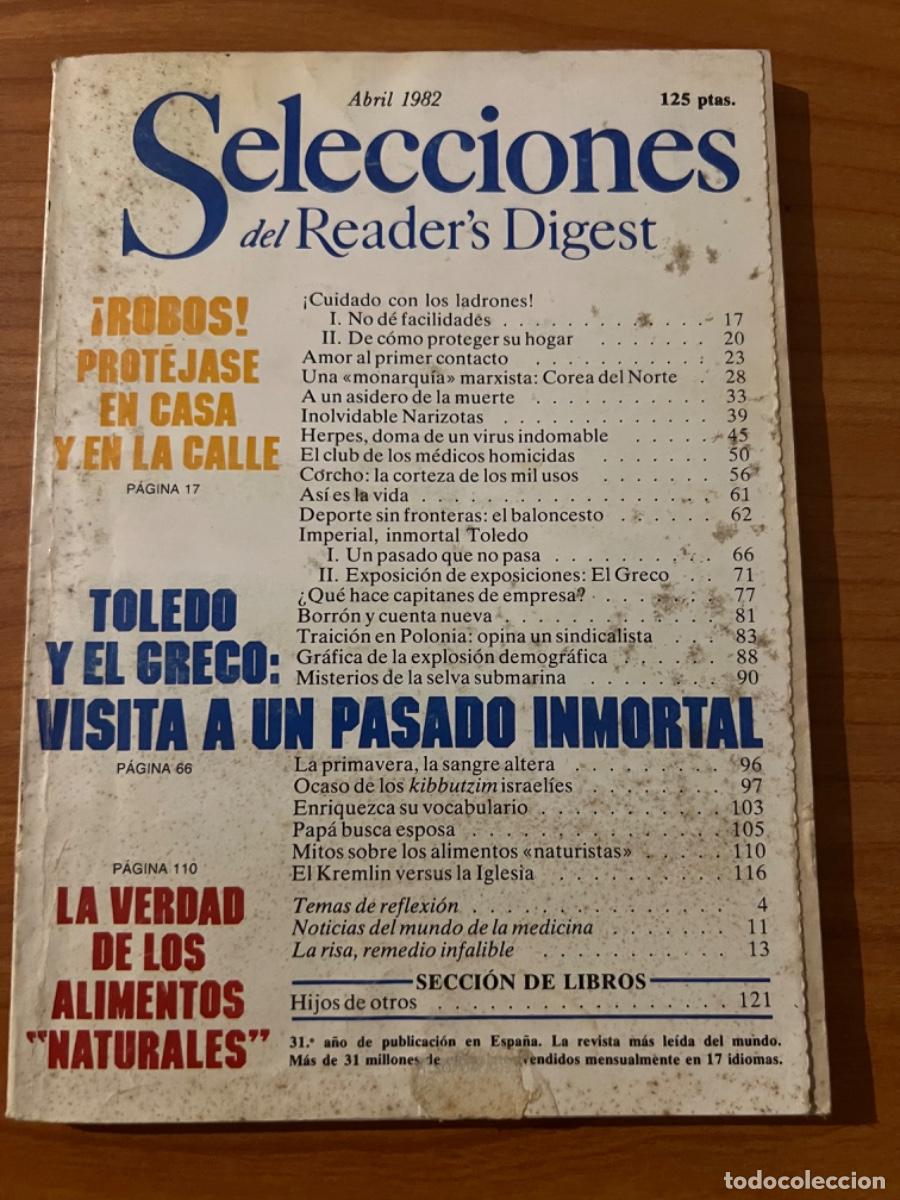 Abril 1982
125 ptas.
Selecciones
del Reader's Digest
¡ROBOS!
PROTÉJASE
EN CASA
Y EN LA CALLE
PÁGINA 17
¡Cuidado con los ladrones!
I. No dé facilidades . . . . . . . . . . . . . 17
II. De cómo proteger su hogar . . . . . . . 20
Amor al primer contacto . . . . . . . . . . . 23
Una «monarquía» marxista: Corea del Norte . 28
A un asidero de la muerte . . . . . . . . . . . 33
Inolvidable Narizotas . . . . . . . . . . . . . 39
Herpes, doma de un virus indomable . . . . . . 45
El club de los médicos homicidas . . . . . . . 50
Corcho: la corteza de los mil usos . . . . . . . 56
Así es la vida . . . . . . . . . . . . . . . . . . 61
Deporte sin fronteras: el baloncesto . . . . . . 62
Imperial, inmortal Toledo
I. Un pasado que no pasa . . . . . . . . . . 66
II. Exposición de exposiciones: El Greco . . 71
¿Qué hace capitanes de empresa? . . . . . . . 77
Borrón y cuenta nueva . . . . . . . . . . . . 81
Traición en Polonia: opina un sindicalista . . . 83
Gráfica de la explosión demográfica . . . . . . 88
Misterios de la selva submarina . . . . . . . . 90
TOLEDO
Y EL GRECO:
VISITA A UN PASADO INMORTAL
PÁGINA 66
La primavera, la sangre altera . . . . . . . . . 96
Ocaso de los kibbutzim israelíes . . . . . . . . 97
Enriquezca su vocabulario . . . . . . . . . . . 103
Papá busca esposa . . . . . . . . . . . . . . . 105
Mitos sobre los alimentos «naturistas» . . . . . 110
El Kremlin versus la Iglesia . . . . . . . . . . 116
Temas de reflexión . . . . . . . . . . . . . . . 4
Noticias del mundo de la medicina . . . . . . . 11
La risa, remedio infalible . . . . . . . . . . . 13
PÁGINA 110
LA VERDAD
DE LOS
ALIMENTOS
"NATURALES"
SECCIÓN DE LIBROS
Hijos de otros . . . . . . . . . . . . . . . . . 121
31.º año de publicación en España. La revista más leída del mundo.
Más de 31 millones de endidos mensualmente en 17 idiomas.
todocoleccion